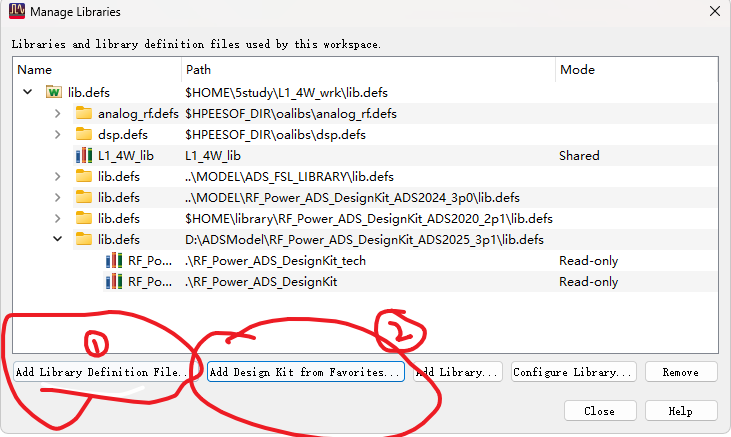 Manage Libraries
Libraries and library definition files used by this workspace.
Name Path Mode
lib.defs $HOME\5study\L1_4W_wrk\lib.defs
analog_rf.defs $HPEESOF_DIR\oalibs\analog_rf.defs
dsp.defs $HPEESOF_DIR\oalibs\dsp.defs
L1_4W_lib L1_4W_lib Shared
lib.defs ..\MODEL\ADS_FSL_LIBRARY\lib.defs
lib.defs ..\MODEL\RF_Power_ADS_DesignKit_ADS2024_3p0\lib.defs
lib.defs $HOME\library\RF_Power_ADS_DesignKit_ADS2020_2p1\lib.defs
lib.defs D:\ADSModel\RF_Power_ADS_DesignKit_ADS2025_3p1\lib.defs
RF_Po... .\RF_Power_ADS_DesignKit_tech Read-only
RF_Po... .\RF_Power_ADS_DesignKit Read-only
① ②
Add Library Definition File... Add Design Kit from Favorites... Add Library... Configure Library... Remove
Close Help